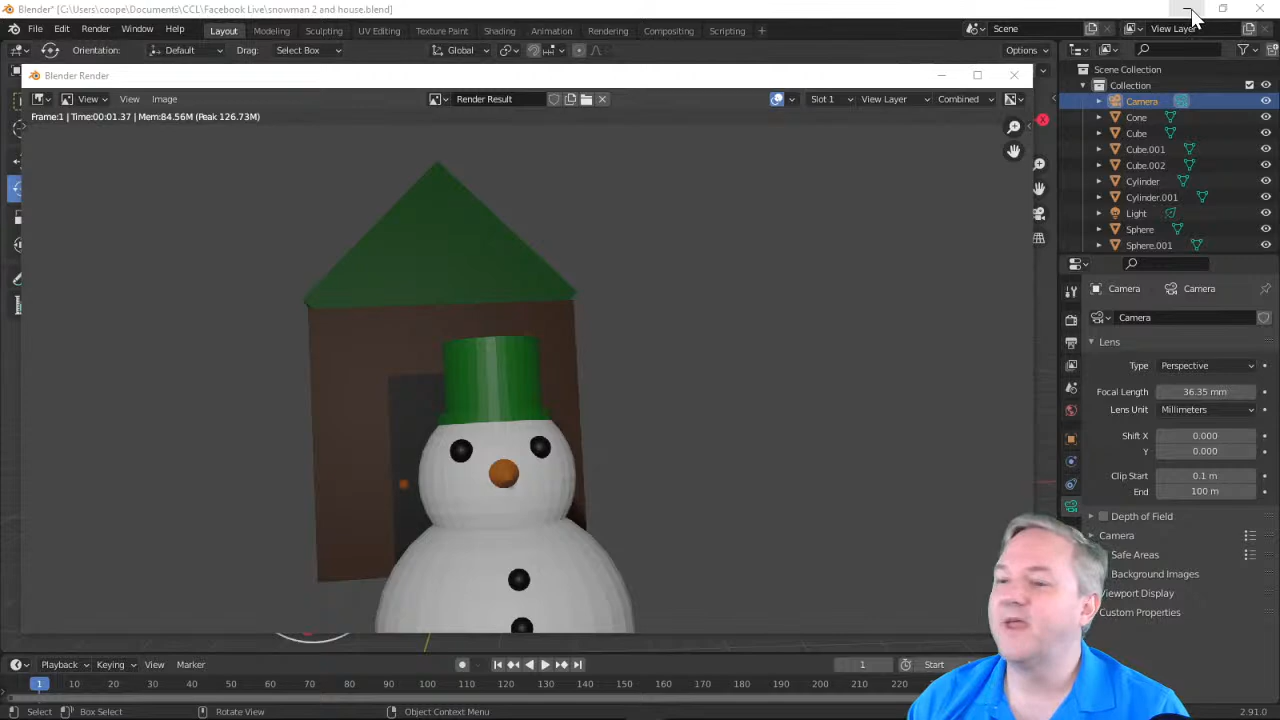 Blender* [C:\Users\coope\Documents\CCL\Facebook Live\snowman 2 and house.blend]
File Edit Render Window Help Layout Modeling Sculpting UV Editing Texture Paint Shading Animation Rendering Compositing Scripting + Scene View Layer
Orientation: Default Drag: Select Box Global Options
Blender Render
View View Image Render Result Slot 1 View Layer Combined
Frame:1 | Time:00:01.37 | Mem:84.56M (Peak 126.73M)
Scene Collection
Collection
Camera
Cone
Cube
Cube.001
Cube.002
Cylinder
Cylinder.001
Light
Sphere
Sphere.001
Camera Camera
Camera
Lens
Type Perspective
Focal Length 36.35 mm
Lens Unit Millimeters
Shift X 0.000
Y 0.000
Clip Start 0.1 m
End 100 m
Depth of Field
Camera
Safe Areas
Background Images
Viewport Display
Custom Properties
Playback Keying View Marker 1 Start
1 10 20 30 40 50 60 70 80 90 100 110 120 130 140 150 160 170 180 190 200 210 220
Select Box Select Rotate View Object Context Menu 2.91.0